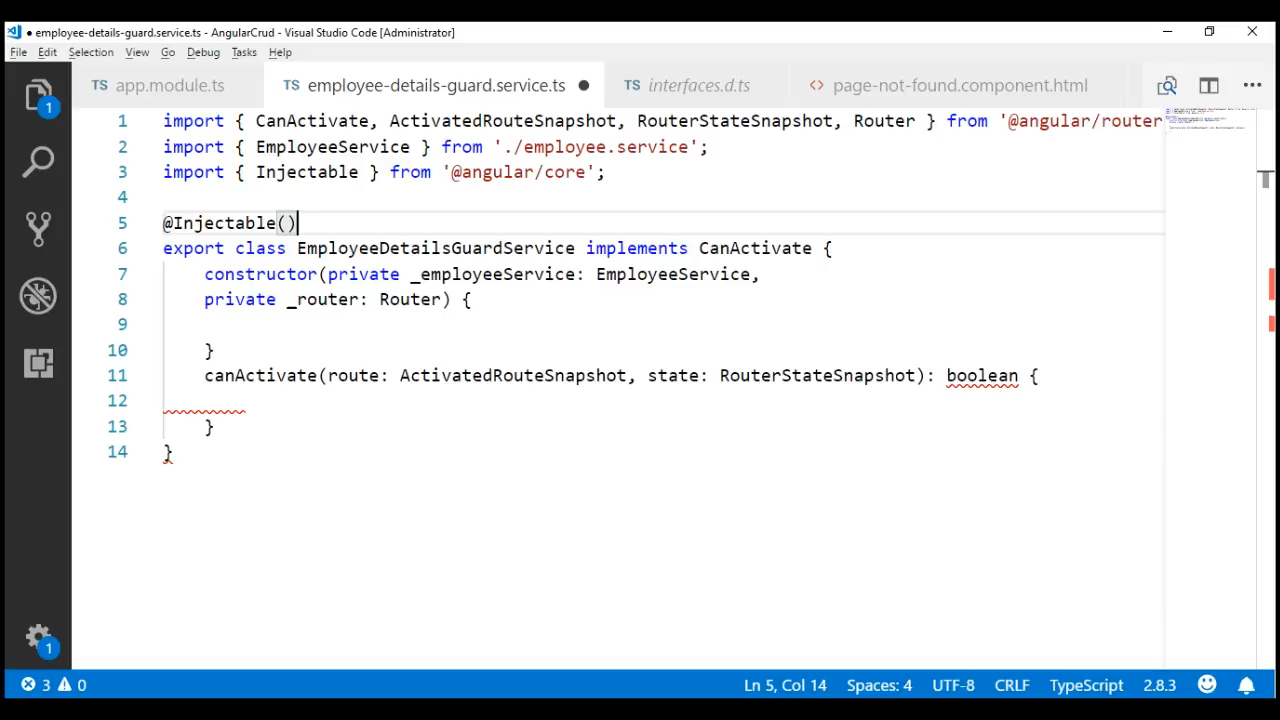 employee-details-guard.service.ts - AngularCrud - Visual Studio Code [Administrator]
File Edit Selection View Go Debug Tasks Help
TS app.module.ts TS employee-details-guard.service.ts TS interfaces.d.ts <> page-not-found.component.html
1 import { CanActivate, ActivatedRouteSnapshot, RouterStateSnapshot, Router } from '@angular/router
2 import { EmployeeService } from './employee.service';
3 import { Injectable } from '@angular/core';
4
5 @Injectable()
6 export class EmployeeDetailsGuardService implements CanActivate {
7 constructor(private _employeeService: EmployeeService,
8 private _router: Router) {
9
10 }
11 canActivate(route: ActivatedRouteSnapshot, state: RouterStateSnapshot): boolean {
12
13 }
14 }
1
1
3 0 Ln 5, Col 14 Spaces: 4 UTF-8 CRLF TypeScript 2.8.3